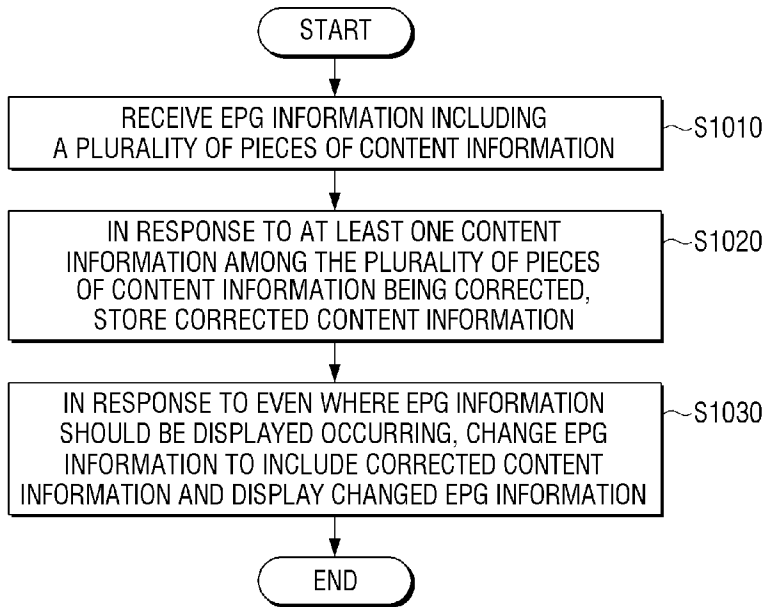 START
RECEIVE EPG INFORMATION INCLUDING
A PLURALITY OF PIECES OF CONTENT INFORMATION
S1010
IN RESPONSE TO AT LEAST ONE CONTENT
INFORMATION AMONG THE PLURALITY OF PIECES
OF CONTENT INFORMATION BEING CORRECTED,
STORE CORRECTED CONTENT INFORMATION
S1020
IN RESPONSE TO EVEN WHERE EPG INFORMATION
SHOULD BE DISPLAYED OCCURRING, CHANGE EPG
INFORMATION TO INCLUDE CORRECTED CONTENT
INFORMATION AND DISPLAY CHANGED EPG INFORMATION
S1030
END